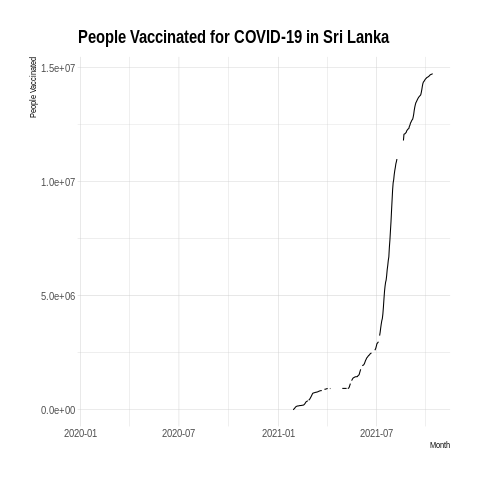 People Vaccinated for COVID-19 in Sri Lanka
People Vaccinated
1.5e+07
1.0e+07
5.0e+06
0.0e+00
2020-01 2020-07 2021-01 2021-07
Month